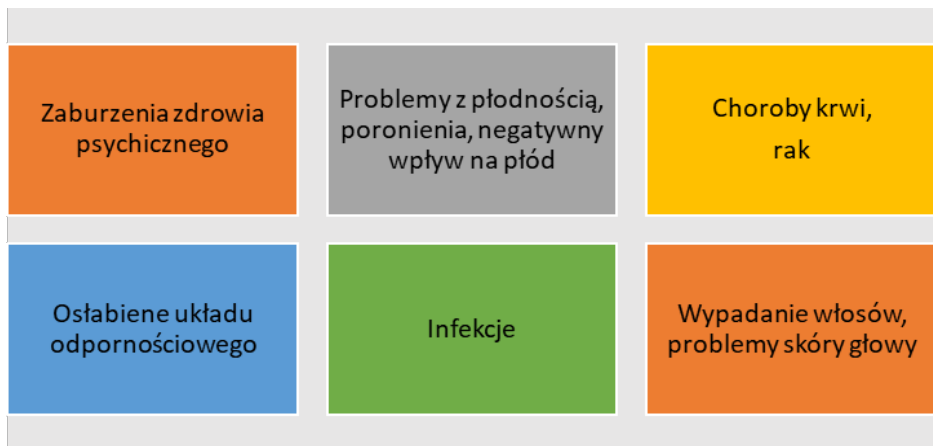 Zaburzenia zdrowia
psychicznego
Problemy z płodnością,
poronienia, negatywny
wpływ na płód
Choroby krwi,
rak
Osłabiene układu
odpornościowego
Infekcje
Wypadanie włosów,
problemy skóry głowy